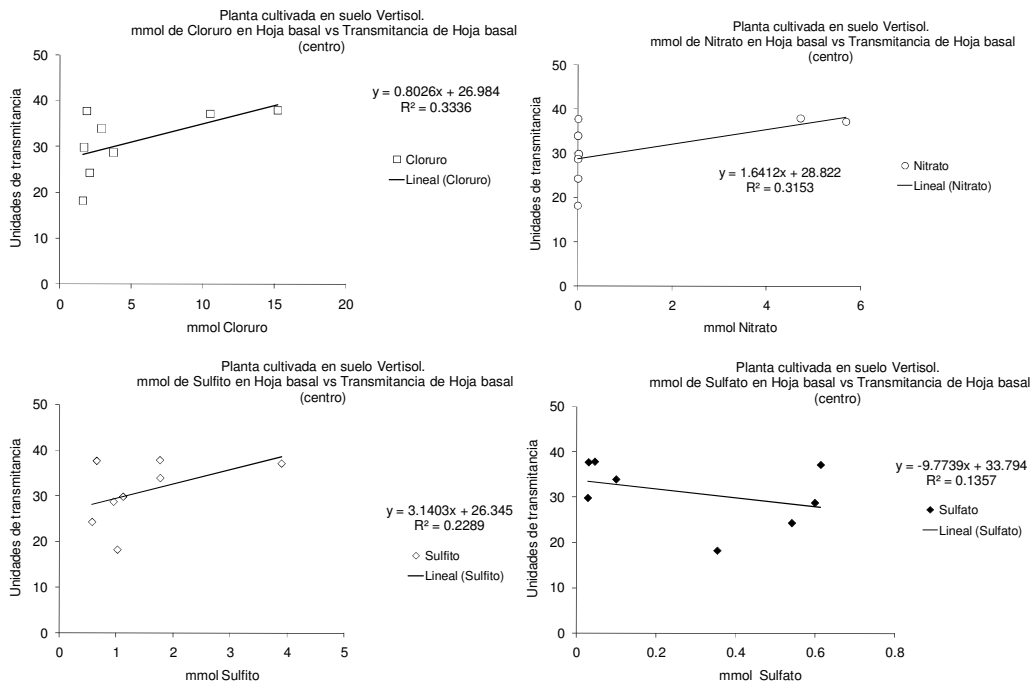 Planta cultivada en suelo Vertisol.
mmol de Cloruro en Hoja basal vs Transmitancia de Hoja basal
(centro)
Unidades de transmitancia
50
40
30
20
10
0
0 5 10 15 20
mmol Cloruro
y = 0.8026x + 26.984
R² = 0.3336
Cloruro
Lineal (Cloruro)
Planta cultivada en suelo Vertisol.
mmol de Nitrato en Hoja basal vs Transmitancia de Hoja basal
(centro)
Unidades de transmitancia
50
40
30
20
10
0
0 2 4 6
mmol Nitrato
y = 1.6412x + 28.822
R² = 0.3153
Nitrato
Lineal (Nitrato)
Planta cultivada en suelo Vertisol.
mmol de Sulfito en Hoja basal vs Transmitancia de Hoja basal
(centro)
Unidades de transmitancia
50
40
30
20
10
0
0 1 2 3 4 5
mmol Sulfito
y = 3.1403x + 26.345
R² = 0.2289
Sulfito
Lineal (Sulfito)
Planta cultivada en suelo Vertisol.
mmol de Sulfato en Hoja basal vs Transmitancia de Hoja basal
(centro)
Unidades de transmitancia
50
40
30
20
10
0
0 0.2 0.4 0.6 0.8
mmol Sulfato
y = -9.7739x + 33.794
R² = 0.1357
Sulfato
Lineal (Sulfato)